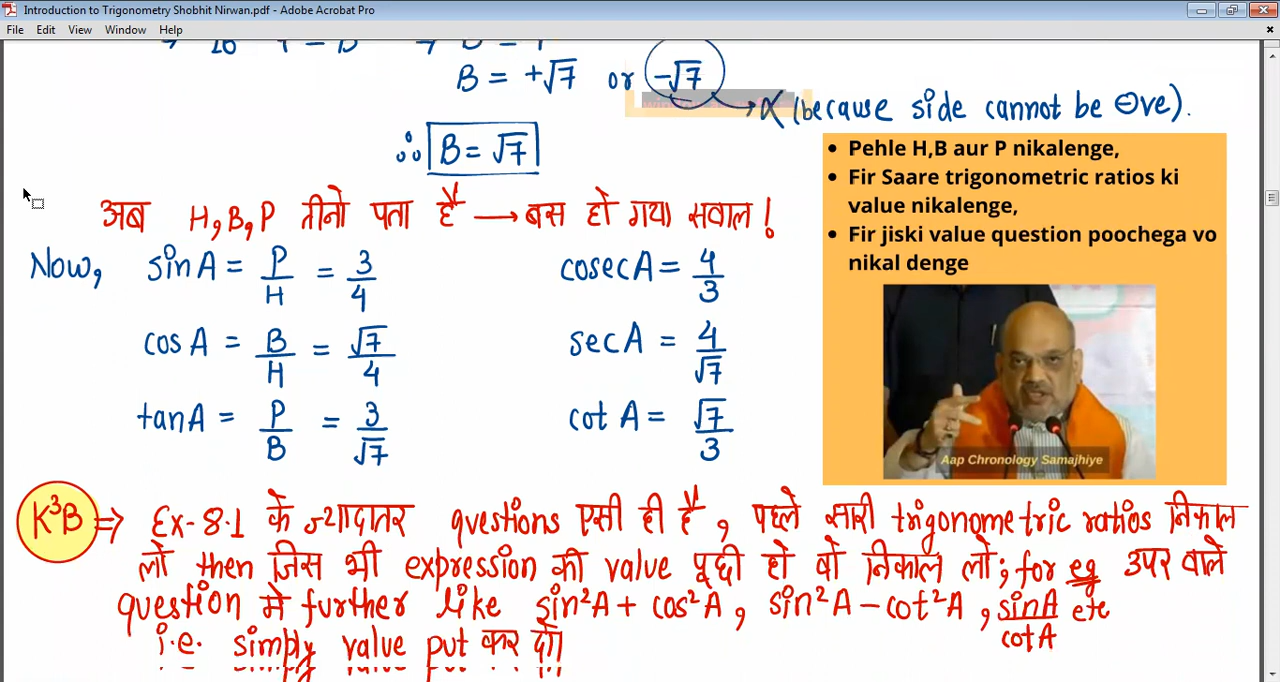 Introduction to Trigonometry Shobhit Nirwan.pdf - Adobe Acrobat Pro
File Edit View Window Help
B = +√7 or -√7
α (because side cannot be ⊖ve).
∴ B = √7
अब H, B, P तीनो पता है → बस हो गया सवाल!
Now, sinA = P/H = 3/4 cosecA = 4/3
cosA = B/H = √7/4 secA = 4/√7
tanA = P/B = 3/√7 cotA = √7/3
• Pehle H,B aur P nikalenge,
• Fir Saare trigonometric ratios ki
value nikalenge,
• Fir jiski value question poochega vo
nikal denge
Aap Chronology Samajhiye
K³B ⇒ Ex-8.1 के ज्यादातर questions एसी ही है, पहले सारी trigonometric ratios निकाल
लो then जिस भी expression की value पूछी हो वो निकाल लो; for eg उपर वाले
question में further like sin²A + cos²A, sin²A - cot²A, sinA/cotA etc
i.e. simply value put कर दो!